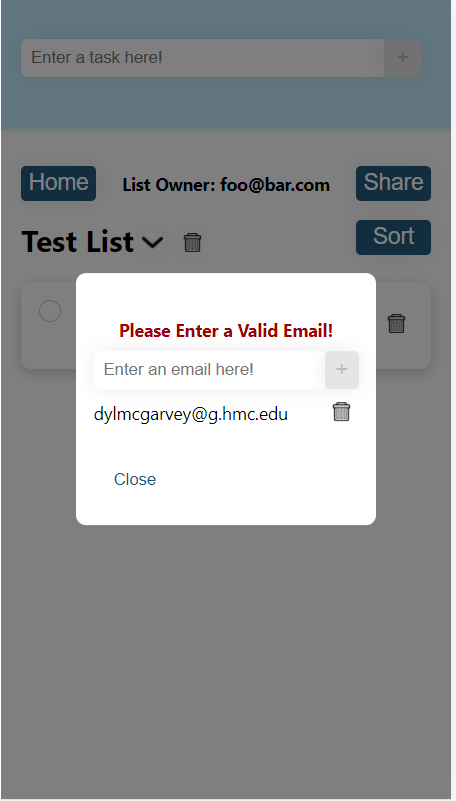 Enter a task here!
+
Home
List Owner: foo@bar.com
Share
Test List
Sort
Please Enter a Valid Email!
Enter an email here!
+
dylmcgarvey@g.hmc.edu
Close